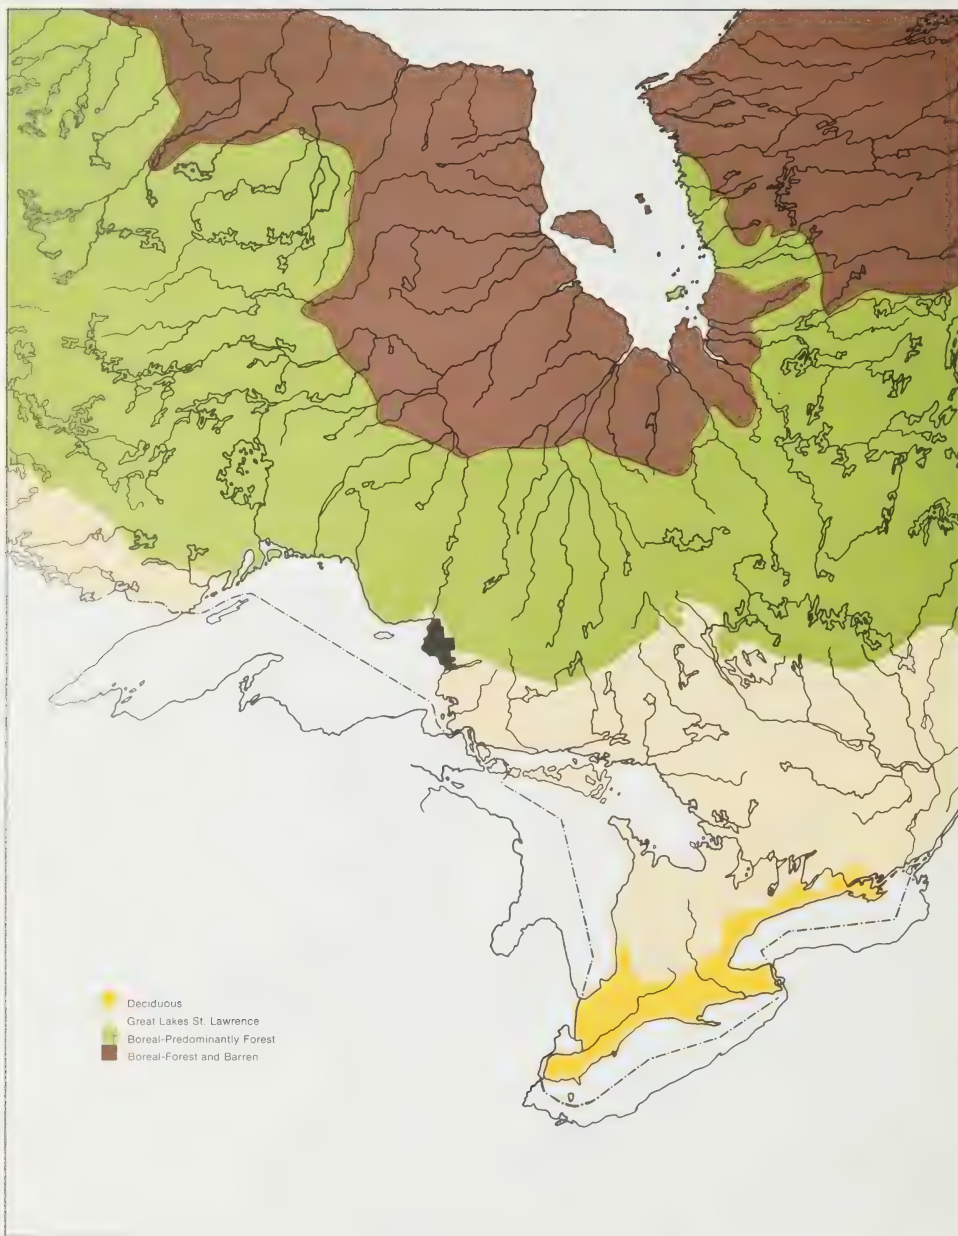 Deciduous
Great Lakes St. Lawrence
Boreal-Predominantly Forest
Boreal-Forest and Barren